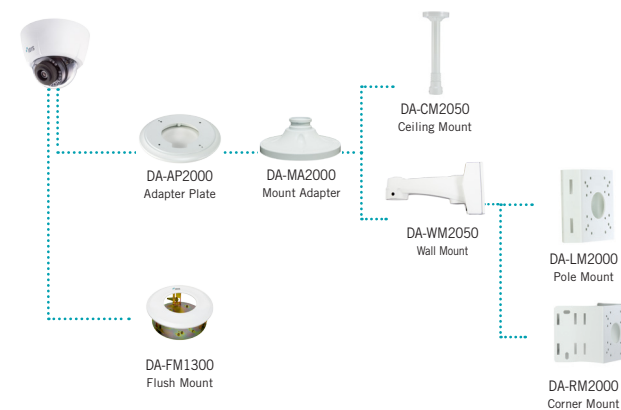 DA-CM2050
Ceiling Mount
DA-AP2000
Adapter Plate
DA-MA2000
Mount Adapter
DA-WM2050
Wall Mount
DA-LM2000
Pole Mount
DA-FM1300
Flush Mount
DA-RM2000
Corner Mount